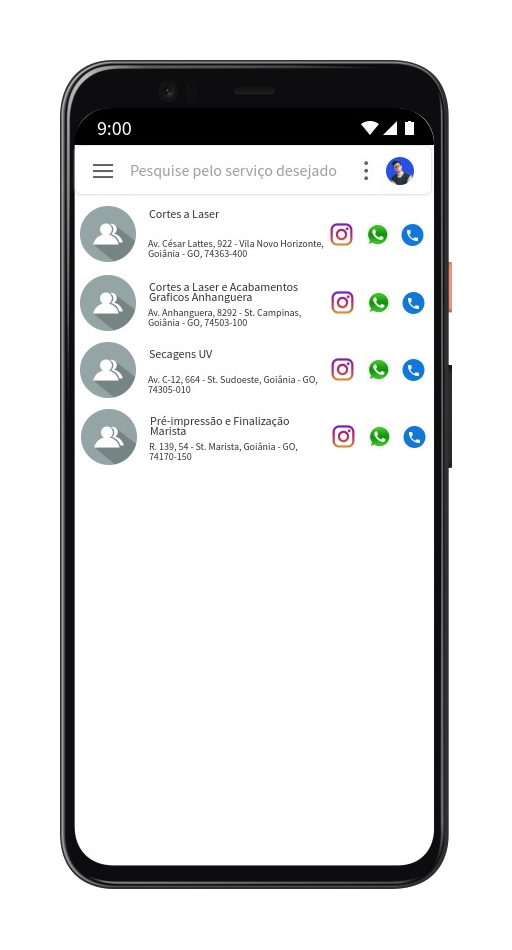 9:00
Pesquise pelo serviço desejado
Cortes a Laser
Av. César Lattes, 922 - Vila Novo Horizonte,
Goiânia - GO, 74363-400
Cortes a Laser e Acabamentos
Graficos Anhanguera
Av. Anhanguera, 8292 - St. Campinas,
Goiânia - GO, 74503-100
Secagens UV
Av. C-12, 664 - St. Sudoeste, Goiânia - GO,
74305-010
Pré-impressão e Finalização
Marista
R. 139, 54 - St. Marista, Goiânia - GO,
74170-150